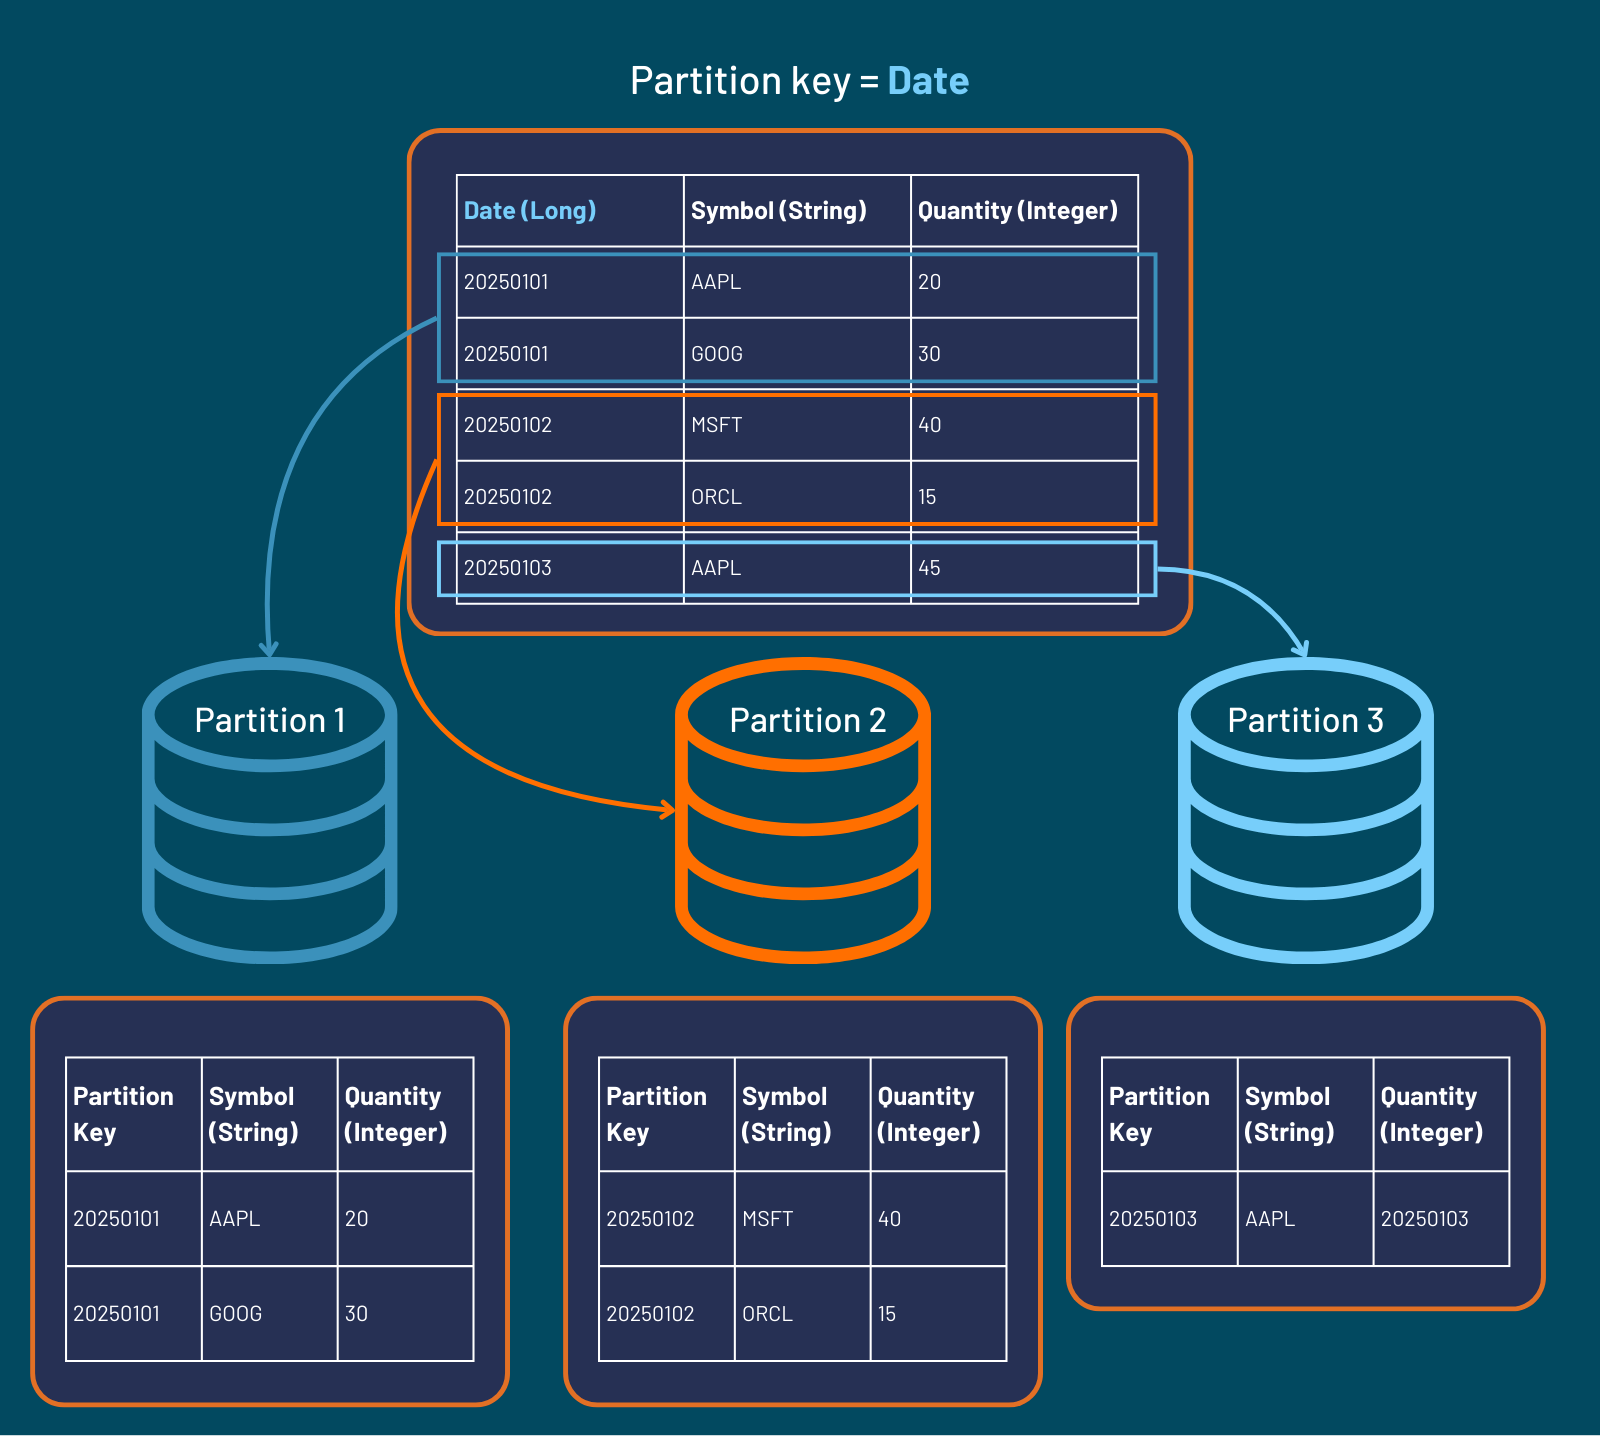 Partition key = Date
Date (Long) Symbol (String) Quantity (Integer)
20250101 AAPL 20
20250101 GOOG 30
20250102 MSFT 40
20250102 ORCL 15
20250103 AAPL 45
Partition 1
Partition 2
Partition 3
Partition Key Symbol (String) Quantity (Integer)
20250101 AAPL 20
20250101 GOOG 30
Partition Key Symbol (String) Quantity (Integer)
20250102 MSFT 40
20250102 ORCL 15
Partition Key Symbol (String) Quantity (Integer)
20250103 AAPL 20250103